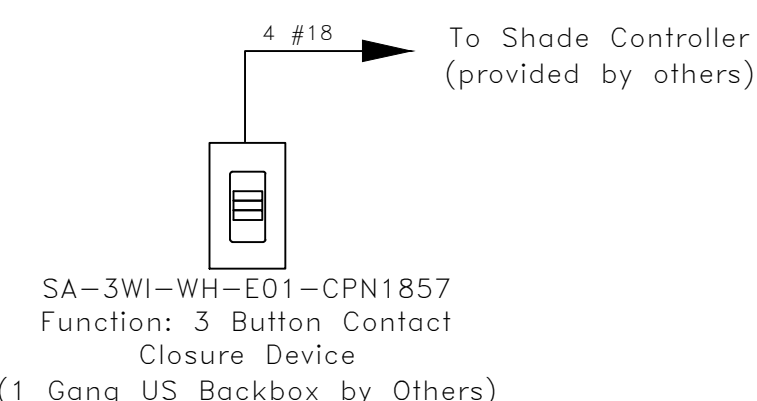 4 #18
To Shade Controller
(provided by others)
SA-3WI-WH-E01-CPN1857
Function: 3 Button Contact
Closure Device
(1 Gang US Backbox by Others)